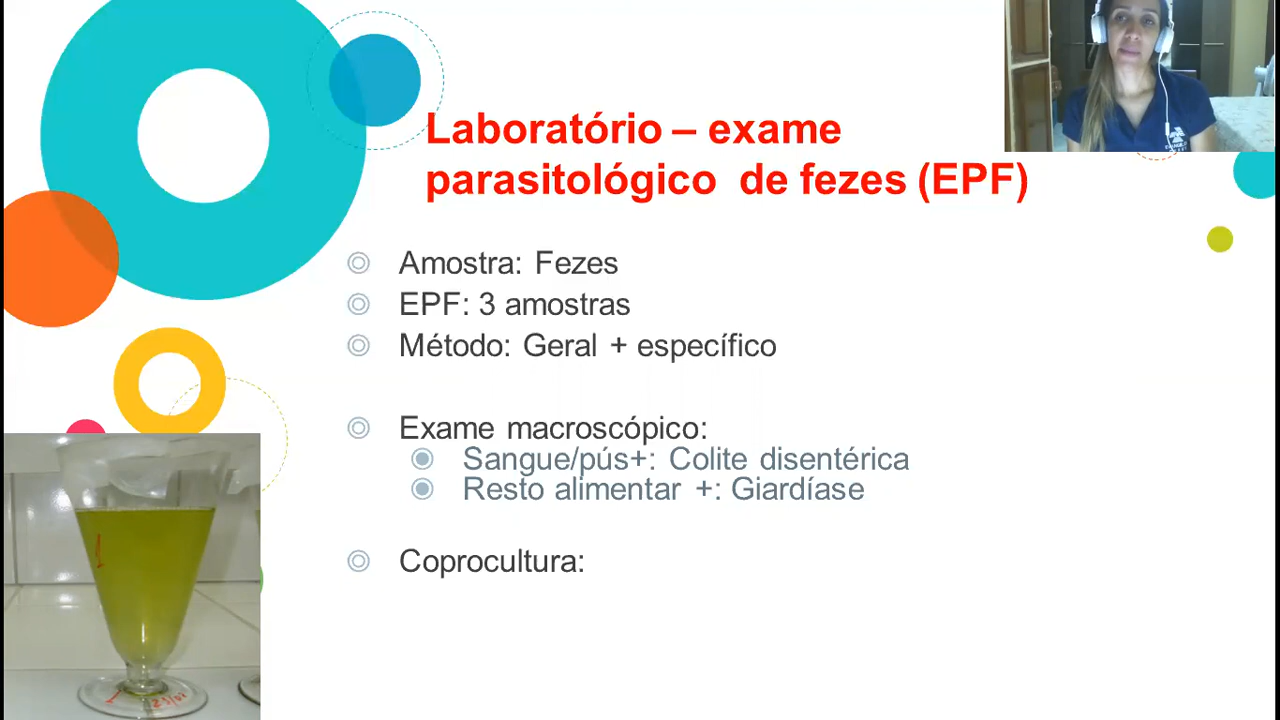 Laboratório – exame
parasitológico de fezes (EPF)
Amostra: Fezes
EPF: 3 amostras
Método: Geral + específico
Exame macroscópico:
Sangue/pús+: Colite disentérica
Resto alimentar +: Giardíase
Coprocultura: